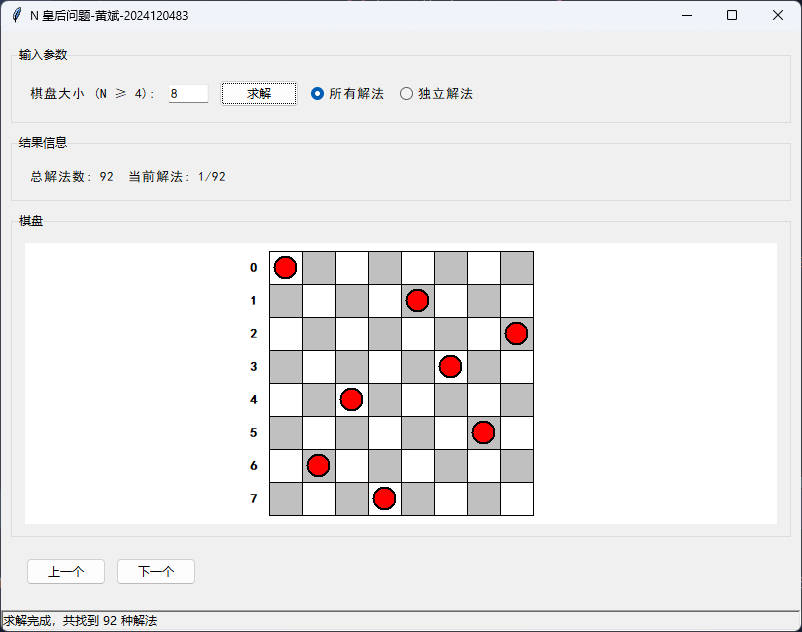 N 皇后问题-黄斌-2024120483
输入参数
棋盘大小 (N ≥ 4): 8 求解 所有解法 独立解法
结果信息
总解法数: 92 当前解法: 1/92
棋盘
0
1
2
3
4
5
6
7
上一个 下一个
求解完成，共找到 92 种解法